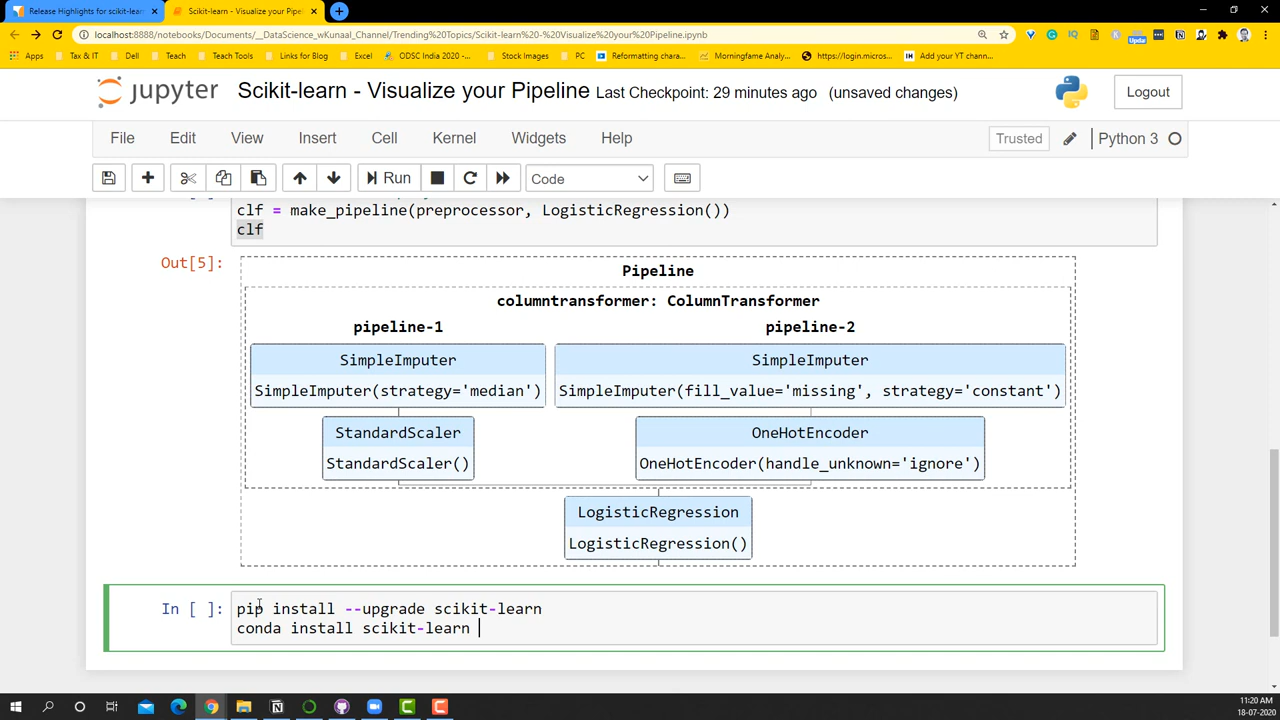 Release Highlights for scikit-lear
Scikit-learn - Visualize your Pipel
localhost:8888/notebooks/Documents/__DataScience_wKunaal_Channel/Trending%20Topics/Scikit-learn%20-%20Visualize%20your%20Pipeline.ipynb
Apps Tax & IT Dell Teach Teach Tools Links for Blog Excel ODSC India 2020 -... Stock Images PC Reformatting chara... Morningfame Analy... https://login.micros... Add your YT chann...
jupyter Scikit-learn - Visualize your Pipeline Last Checkpoint: 29 minutes ago (unsaved changes) Logout
File Edit View Insert Cell Kernel Widgets Help Trusted Python 3
Run Code
clf = make_pipeline(preprocessor, LogisticRegression())
clf
Out[5]:
Pipeline
columntransformer: ColumnTransformer
pipeline-1 pipeline-2
SimpleImputer SimpleImputer
SimpleImputer(strategy='median') SimpleImputer(fill_value='missing', strategy='constant')
StandardScaler OneHotEncoder
StandardScaler() OneHotEncoder(handle_unknown='ignore')
LogisticRegression
LogisticRegression()
In [ ]: pip install --upgrade scikit-learn
conda install scikit-learn
11:20 AM
18-07-2020